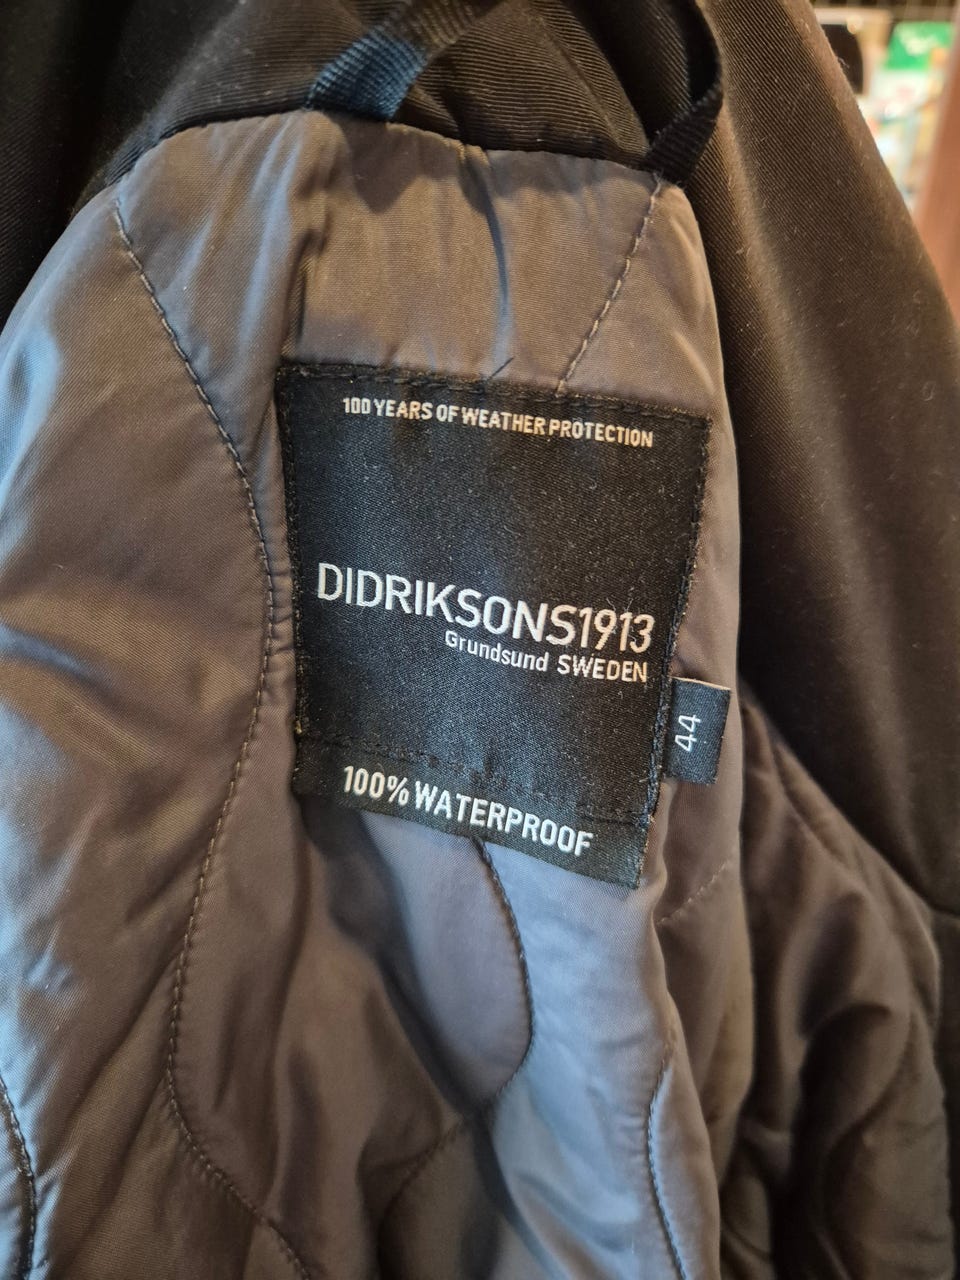 100 YEARS OF WEATHER PROTECTION
DIDRIKSONS1913
Grundsund SWEDEN
44
100% WATERPROOF